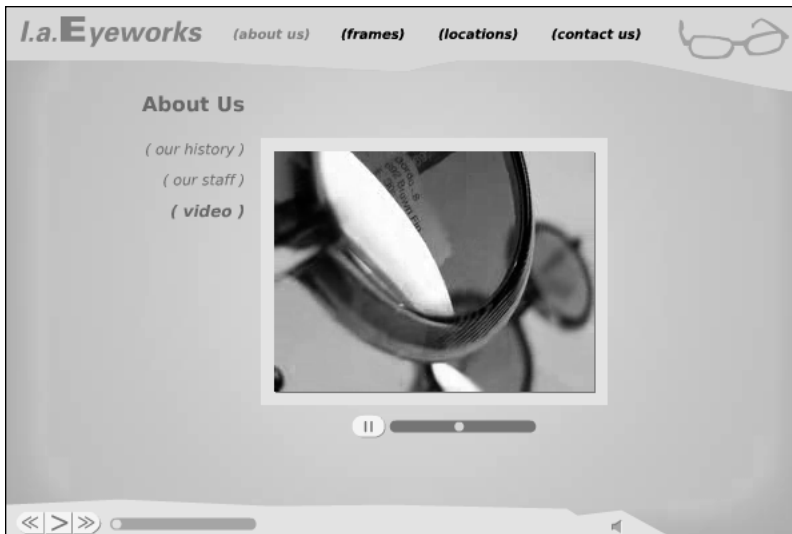 l.a.Eyeworks (about us) (frames) (locations) (contact us)
About Us
( our history )
( our staff )
( video )